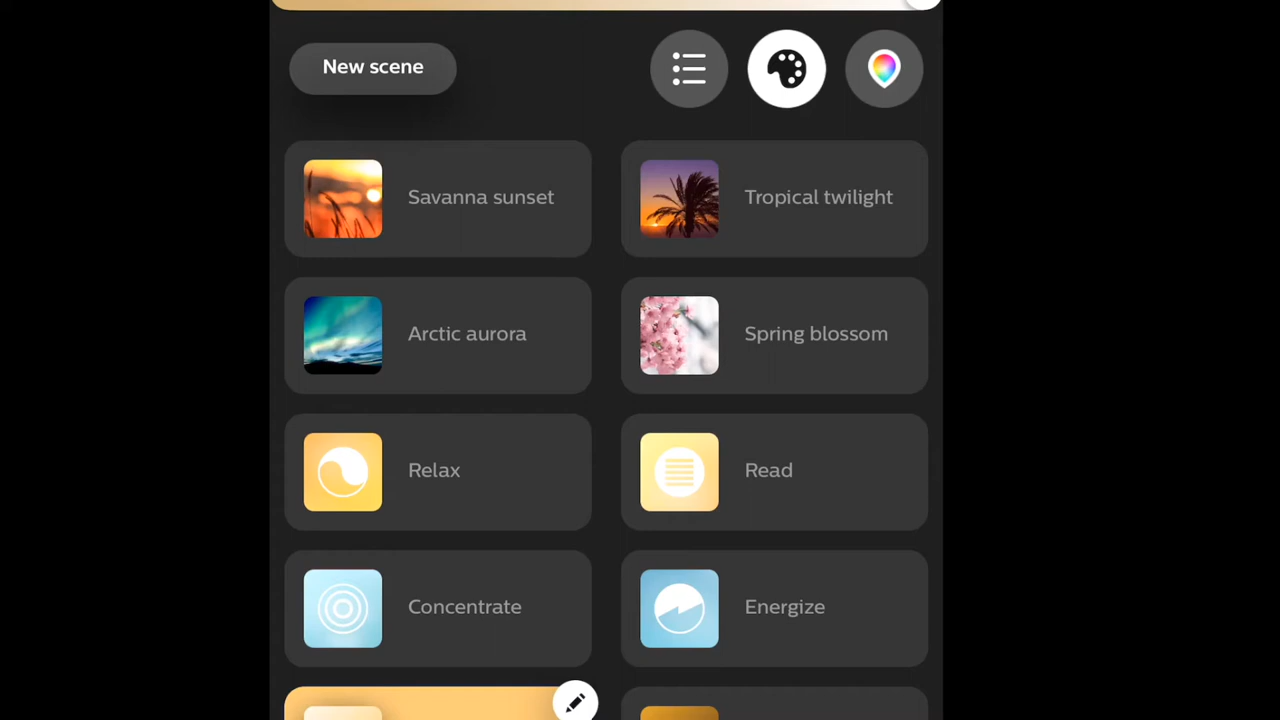 New scene
Savanna sunset
Tropical twilight
Arctic aurora
Spring blossom
Relax
Read
Concentrate
Energize